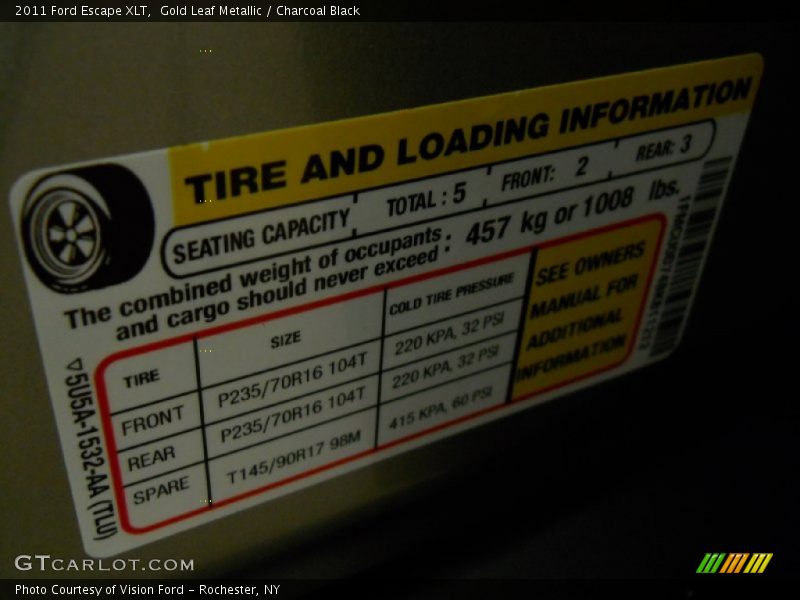 2011 Ford Escape XLT, Gold Leaf Metallic / Charcoal Black
TIRE AND LOADING INFORMATION
SEATING CAPACITY TOTAL : 5 FRONT: 2 REAR: 3
The combined weight of occupants
and cargo should never exceed : 457 kg or 1008 lbs.
TIRE SIZE COLD TIRE PRESSURE
FRONT P235/70R16 104T 220 KPA, 32 PSI
REAR P235/70R16 104T 220 KPA, 32 PSI
SPARE T145/90R17 98M 415 KPA, 60 PSI
SEE OWNERS
MANUAL FOR
ADDITIONAL
INFORMATION
5U5A-1532-AA (TLU)
GTCARLOT.COM
Photo Courtesy of Vision Ford - Rochester, NY